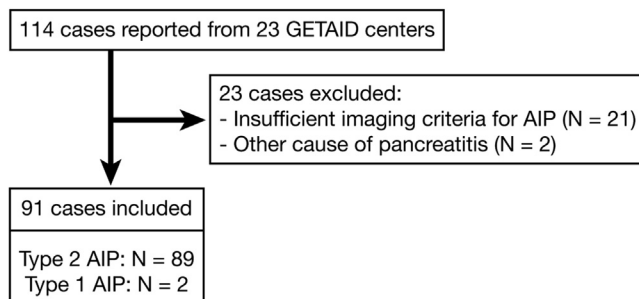 114 cases reported from 23 GETAID centers
23 cases excluded:
- Insufficient imaging criteria for AIP (N = 21)
- Other cause of pancreatitis (N = 2)
91 cases included
Type 2 AIP: N = 89
Type 1 AIP: N = 2